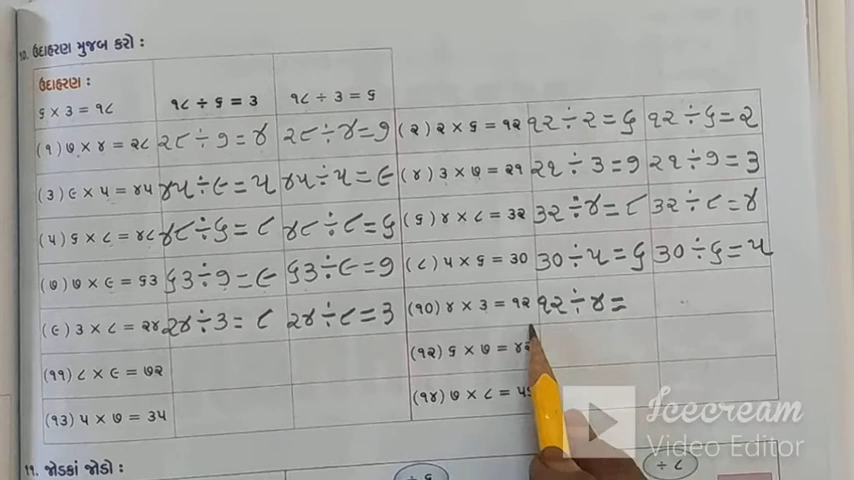 ૧૦. ઉદાહરણ મુજબ કરો :
ઉદાહરણ :
૬ × ૩ = ૧૮ ૧૮ ÷ ૬ = ૩ ૧૮ ÷ ૩ = ૬
(૧) ૭ × ૪ = ૨૮ ૨૮ ÷ ૭ = ૪ ૨૮ ÷ ૪ = ૭ (૨) ૨ × ૬ = ૧૨ ૧૨ ÷ ૨ = ૬ ૧૨ ÷ ૬ = ૨
(૩) ૯ × ૫ = ૪૫ ૪૫ ÷ ૯ = ૫ ૪૫ ÷ ૫ = ૯ (૪) ૩ × ૭ = ૨૧ ૨૧ ÷ ૩ = ૭ ૨૧ ÷ ૭ = ૩
(૫) ૬ × ૮ = ૪૮ ૪૮ ÷ ૬ = ૮ ૪૮ ÷ ૮ = ૬ (૬) ૪ × ૮ = ૩૨ ૩૨ ÷ ૪ = ૮ ૩૨ ÷ ૮ = ૪
(૭) ૭ × ૯ = ૬૩ ૬૩ ÷ ૭ = ૯ ૬૩ ÷ ૯ = ૭ (૮) ૫ × ૬ = ૩૦ ૩૦ ÷ ૫ = ૬ ૩૦ ÷ ૬ = ૫
(૯) ૩ × ૮ = ૨૪ ૨૪ ÷ ૩ = ૮ ૨૪ ÷ ૮ = ૩ (૧૦) ૪ × ૩ = ૧૨ ૧૨ ÷ ૪ =
(૧૧) ૮ × ૯ = ૭૨ (૧૨) ૬ × ૭ = ૪૨
(૧૩) ૫ × ૭ = ૩૫ (૧૪) ૭ × ૮ =
૧૧. જોડકાં જોડો :
÷ ૮
Icecream
Video Editor